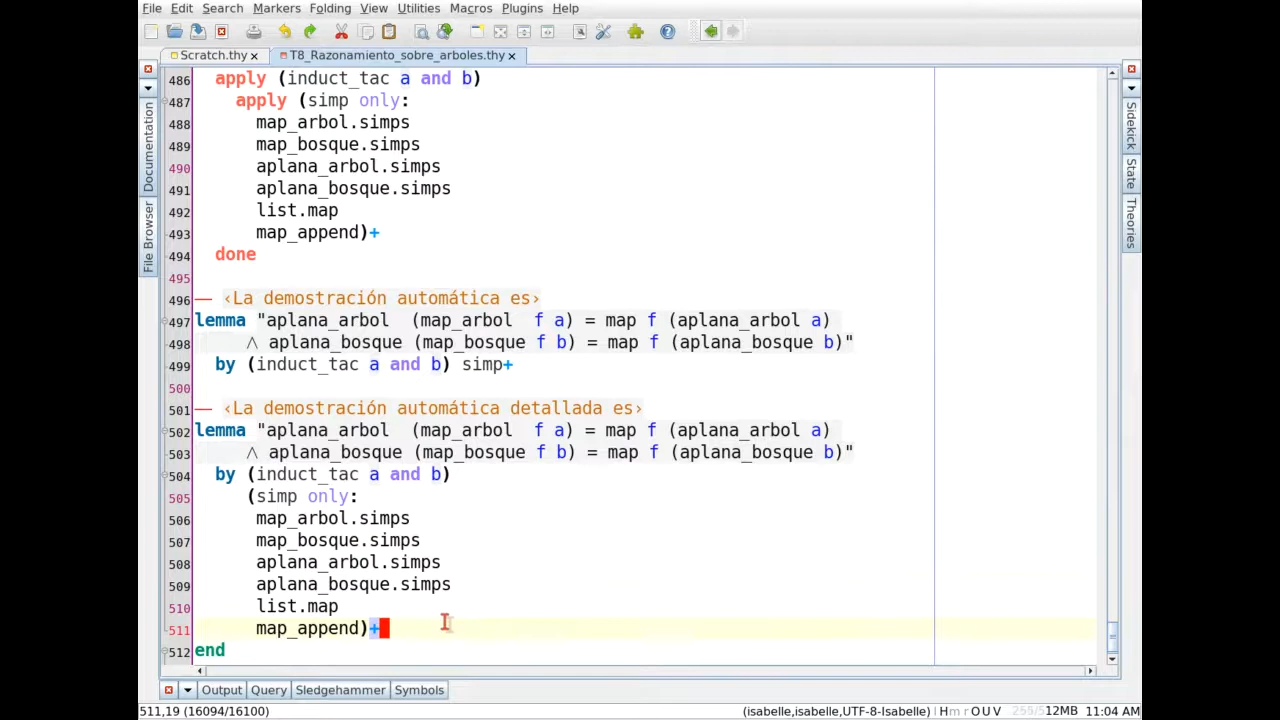 File Edit Search Markers Folding View Utilities Macros Plugins Help
Scratch.thy T8_Razonamiento_sobre_arboles.thy
486 apply (induct_tac a and b)
487 apply (simp only:
488 map_arbol.simps
489 map_bosque.simps
490 aplana_arbol.simps
491 aplana_bosque.simps
492 list.map
493 map_append)+
494 done
495
496 — ‹La demostración automática es›
497 lemma "aplana_arbol (map_arbol f a) = map f (aplana_arbol a)
498 ∧ aplana_bosque (map_bosque f b) = map f (aplana_bosque b)"
499 by (induct_tac a and b) simp+
500
501 — ‹La demostración automática detallada es›
502 lemma "aplana_arbol (map_arbol f a) = map f (aplana_arbol a)
503 ∧ aplana_bosque (map_bosque f b) = map f (aplana_bosque b)"
504 by (induct_tac a and b)
505 (simp only:
506 map_arbol.simps
507 map_bosque.simps
508 aplana_arbol.simps
509 aplana_bosque.simps
510 list.map
511 map_append)+
512 end
Documentation
File Browser
Sidekick
State
Theories
Output Query Sledgehammer Symbols
511,19 (16094/16100) (isabelle,isabelle,UTF-8-Isabelle) H m r O U V 12MB 11:04 AM